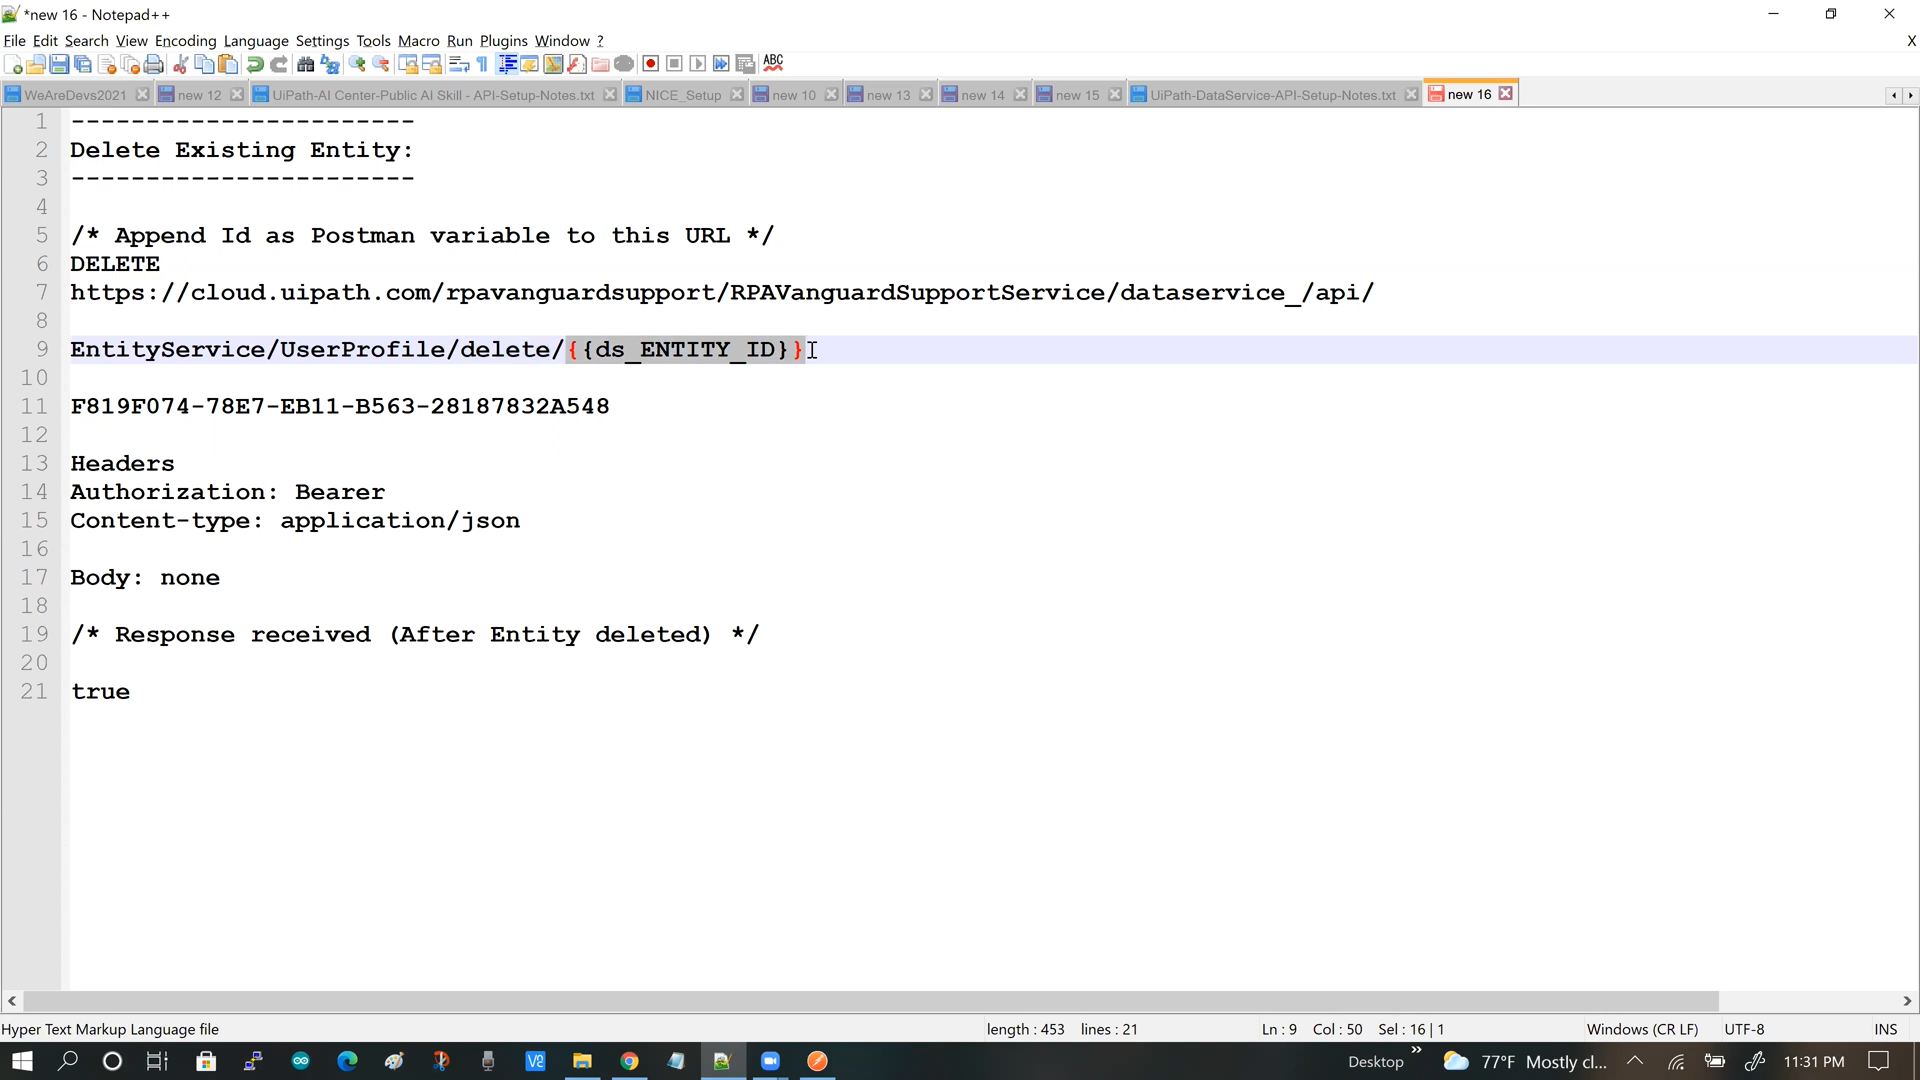 *new 16 - Notepad++
File Edit Search View Encoding Language Settings Tools Macro Run Plugins Window ?
X
ABC
WeAreDevs2021 new 12 UiPath-AI Center-Public AI Skill - API-Setup-Notes.txt NICE_Setup new 10 new 13 new 14 new 15 UiPath-DataService-API-Setup-Notes.txt new 16
1 -----------------------
2 Delete Existing Entity:
3 -----------------------
4
5 /* Append Id as Postman variable to this URL */
6 DELETE
7 https://cloud.uipath.com/rpavanguardsupport/RPAVanguardSupportService/dataservice_/api/
8
9 EntityService/UserProfile/delete/{{ds_ENTITY_ID}}
10
11 F819F074-78E7-EB11-B563-28187832A548
12
13 Headers
14 Authorization: Bearer
15 Content-type: application/json
16
17 Body: none
18
19 /* Response received (After Entity deleted) */
20
21 true
Hyper Text Markup Language file length : 453 lines : 21 Ln : 9 Col : 50 Sel : 16 | 1 Windows (CR LF) UTF-8 INS
Desktop » 77°F Mostly cl... 11:31 PM